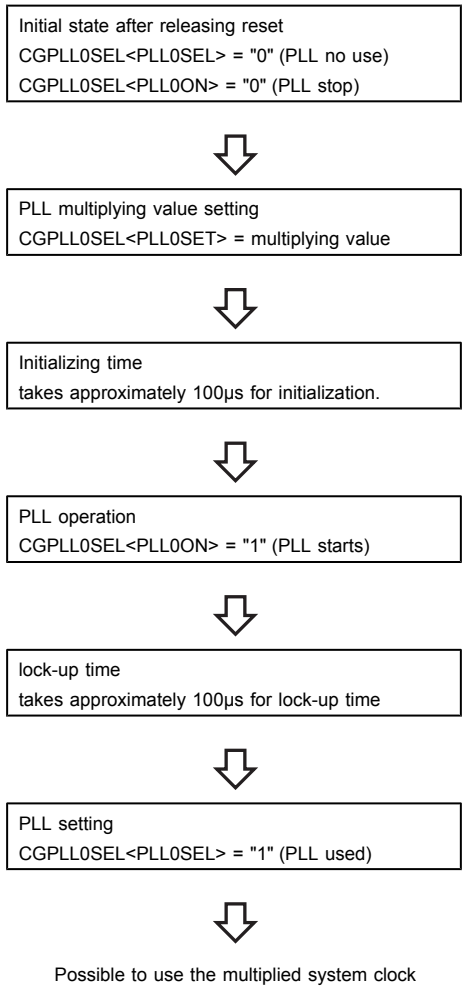 Initial state after releasing reset
CGPLL0SEL<PLL0SEL> = "0" (PLL no use)
CGPLL0SEL<PLL0ON> = "0" (PLL stop)
PLL multiplying value setting
CGPLL0SEL<PLL0SET> = multiplying value
Initializing time
takes approximately 100µs for initialization.
PLL operation
CGPLL0SEL<PLL0ON> = "1" (PLL starts)
lock-up time
takes approximately 100µs for lock-up time
PLL setting
CGPLL0SEL<PLL0SEL> = "1" (PLL used)
Possible to use the multiplied system clock